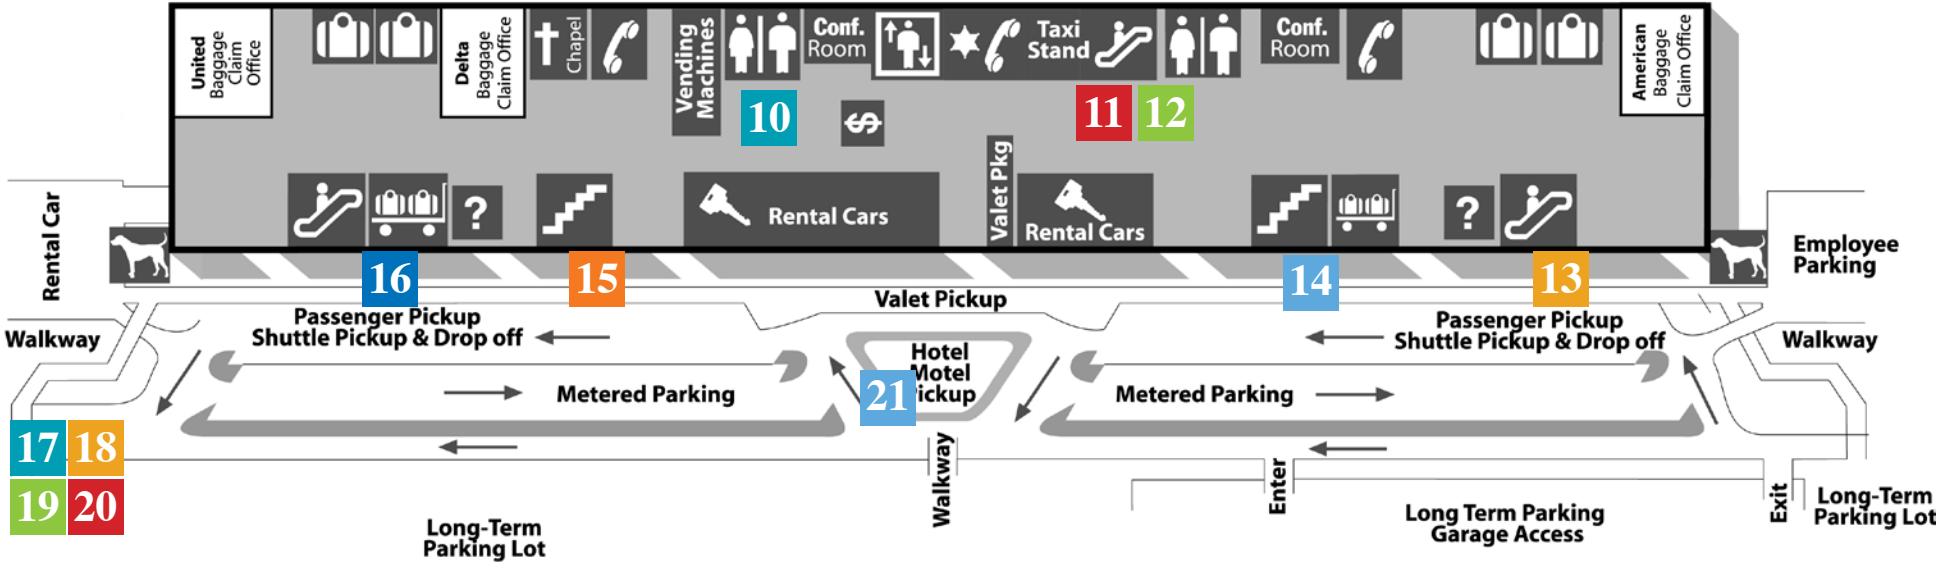 United
Baggage
Claim
Office
Delta
Baggage
Claim Office
Chapel
Vending
Machines
Conf.
Room
Taxi
Stand
Conf.
Room
American
Baggage
Claim Office
10
$
11
12
?
Rental Cars
Valet Pkg
Rental Cars
?
Rental Car
Employee
Parking
16
15
14
13
Valet Pickup
Walkway
Passenger Pickup
Shuttle Pickup & Drop off
Passenger Pickup
Shuttle Pickup & Drop off
Walkway
Hotel
Motel
Pickup
21
Metered Parking
Metered Parking
17
18
19
20
Walkway
Enter
Exit
Long-Term
Parking Lot
Long Term Parking
Garage Access
Long-Term
Parking Lot